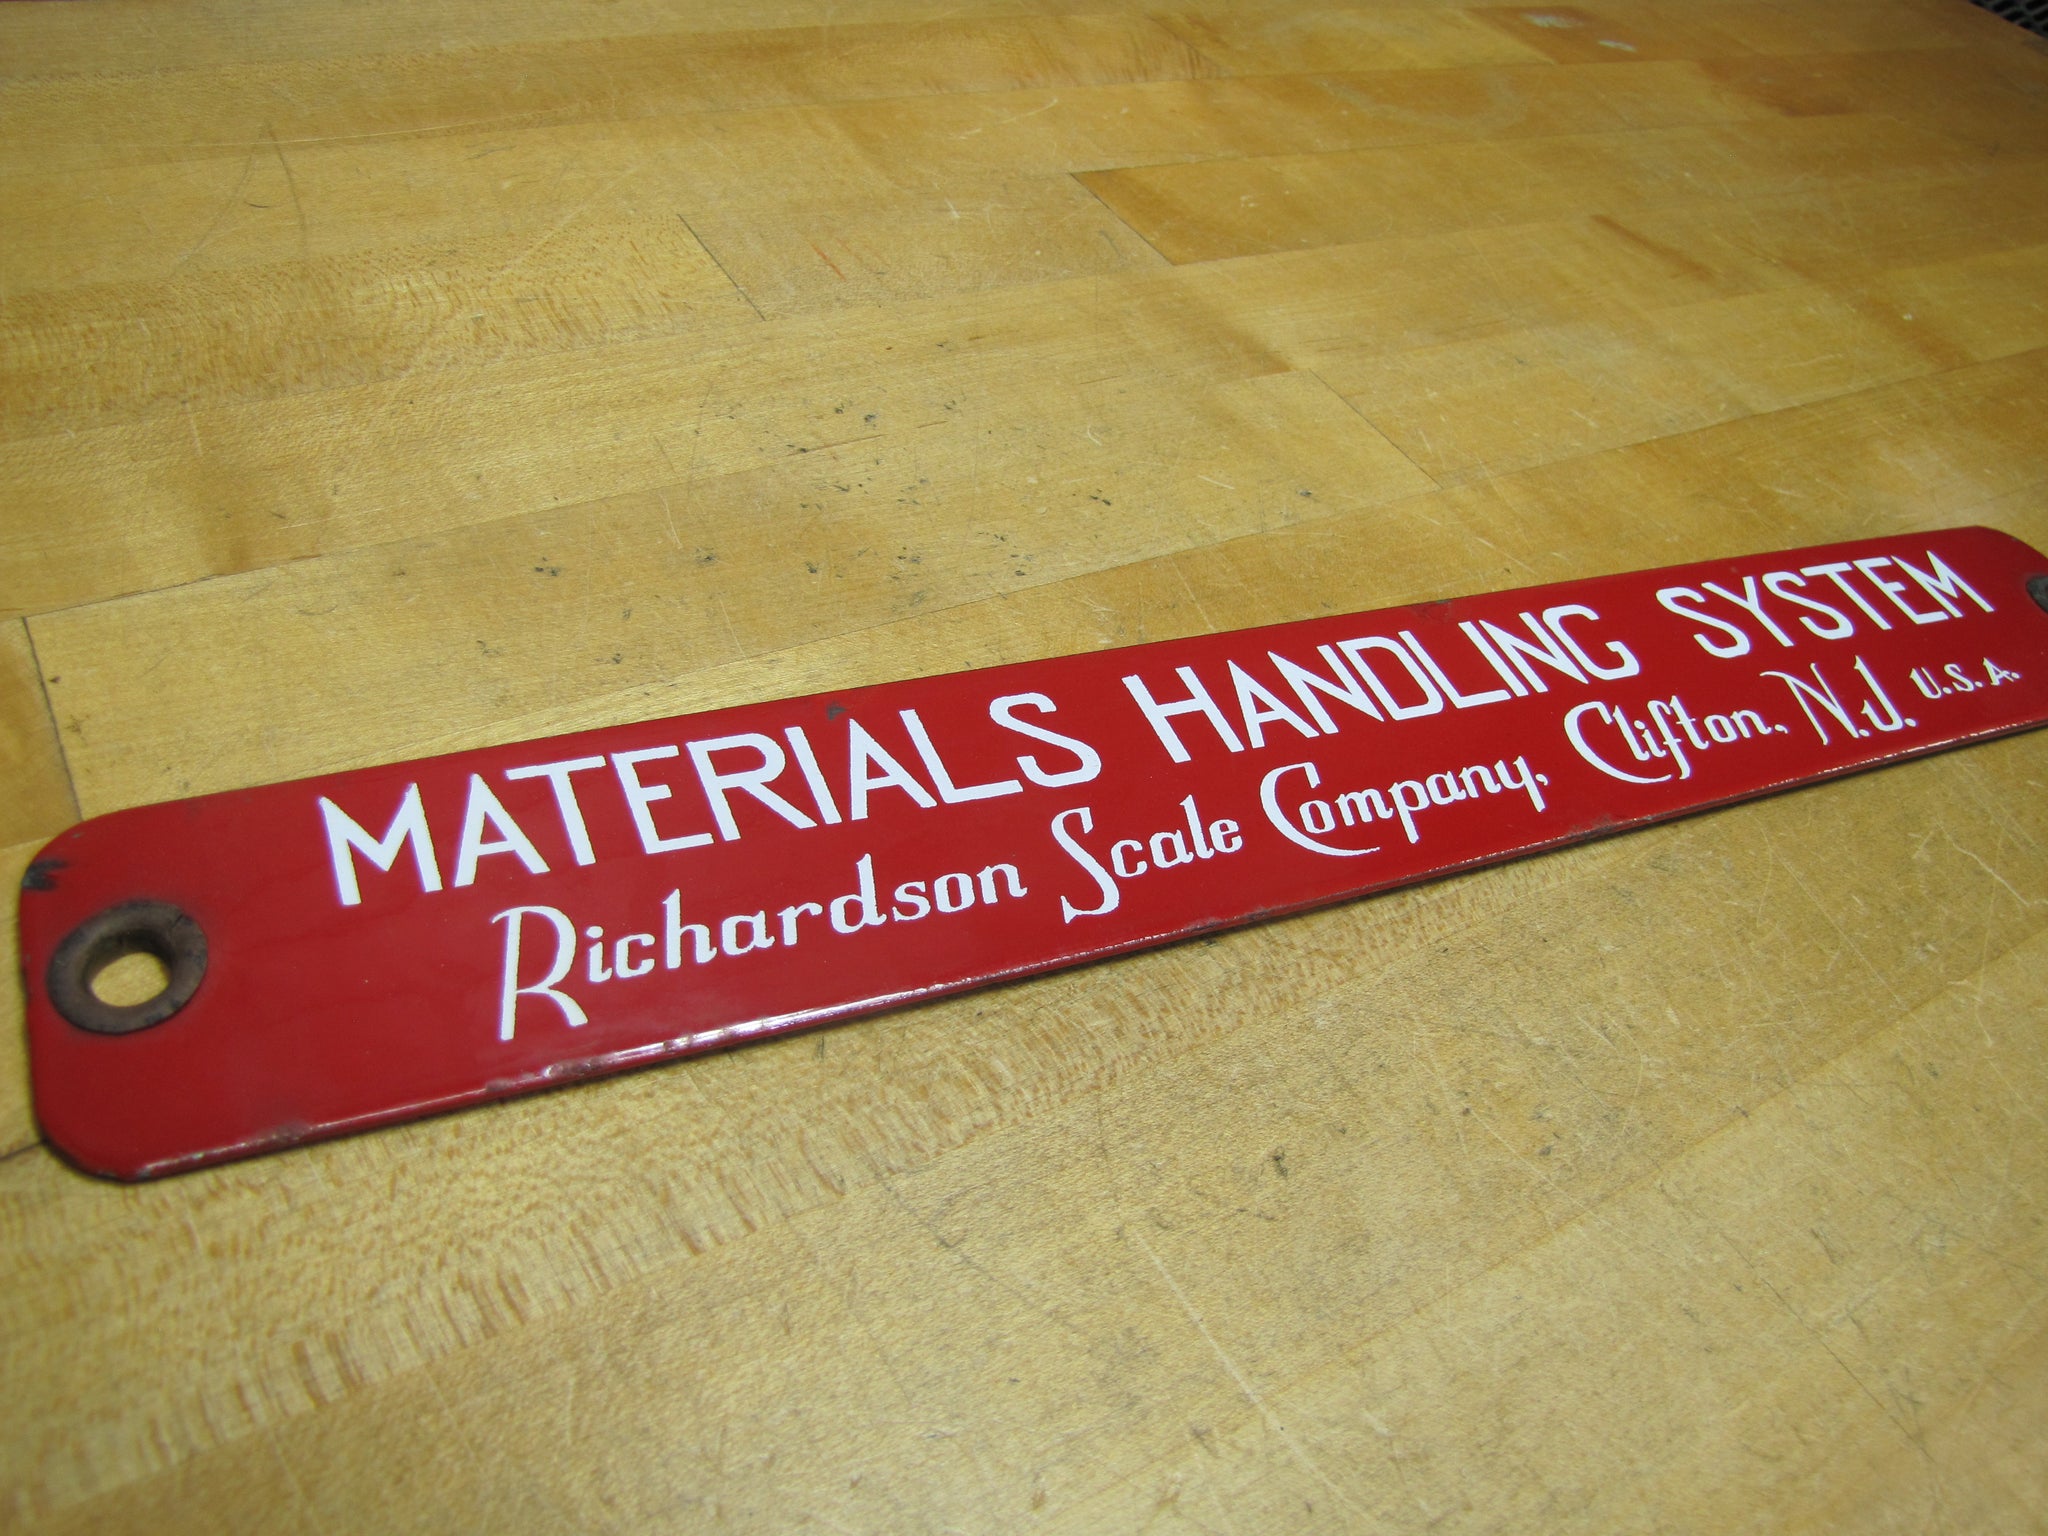 MATERIALS HANDLING SYSTEM
Richardson Scale Company, Clifton, N.J. U.S.A.